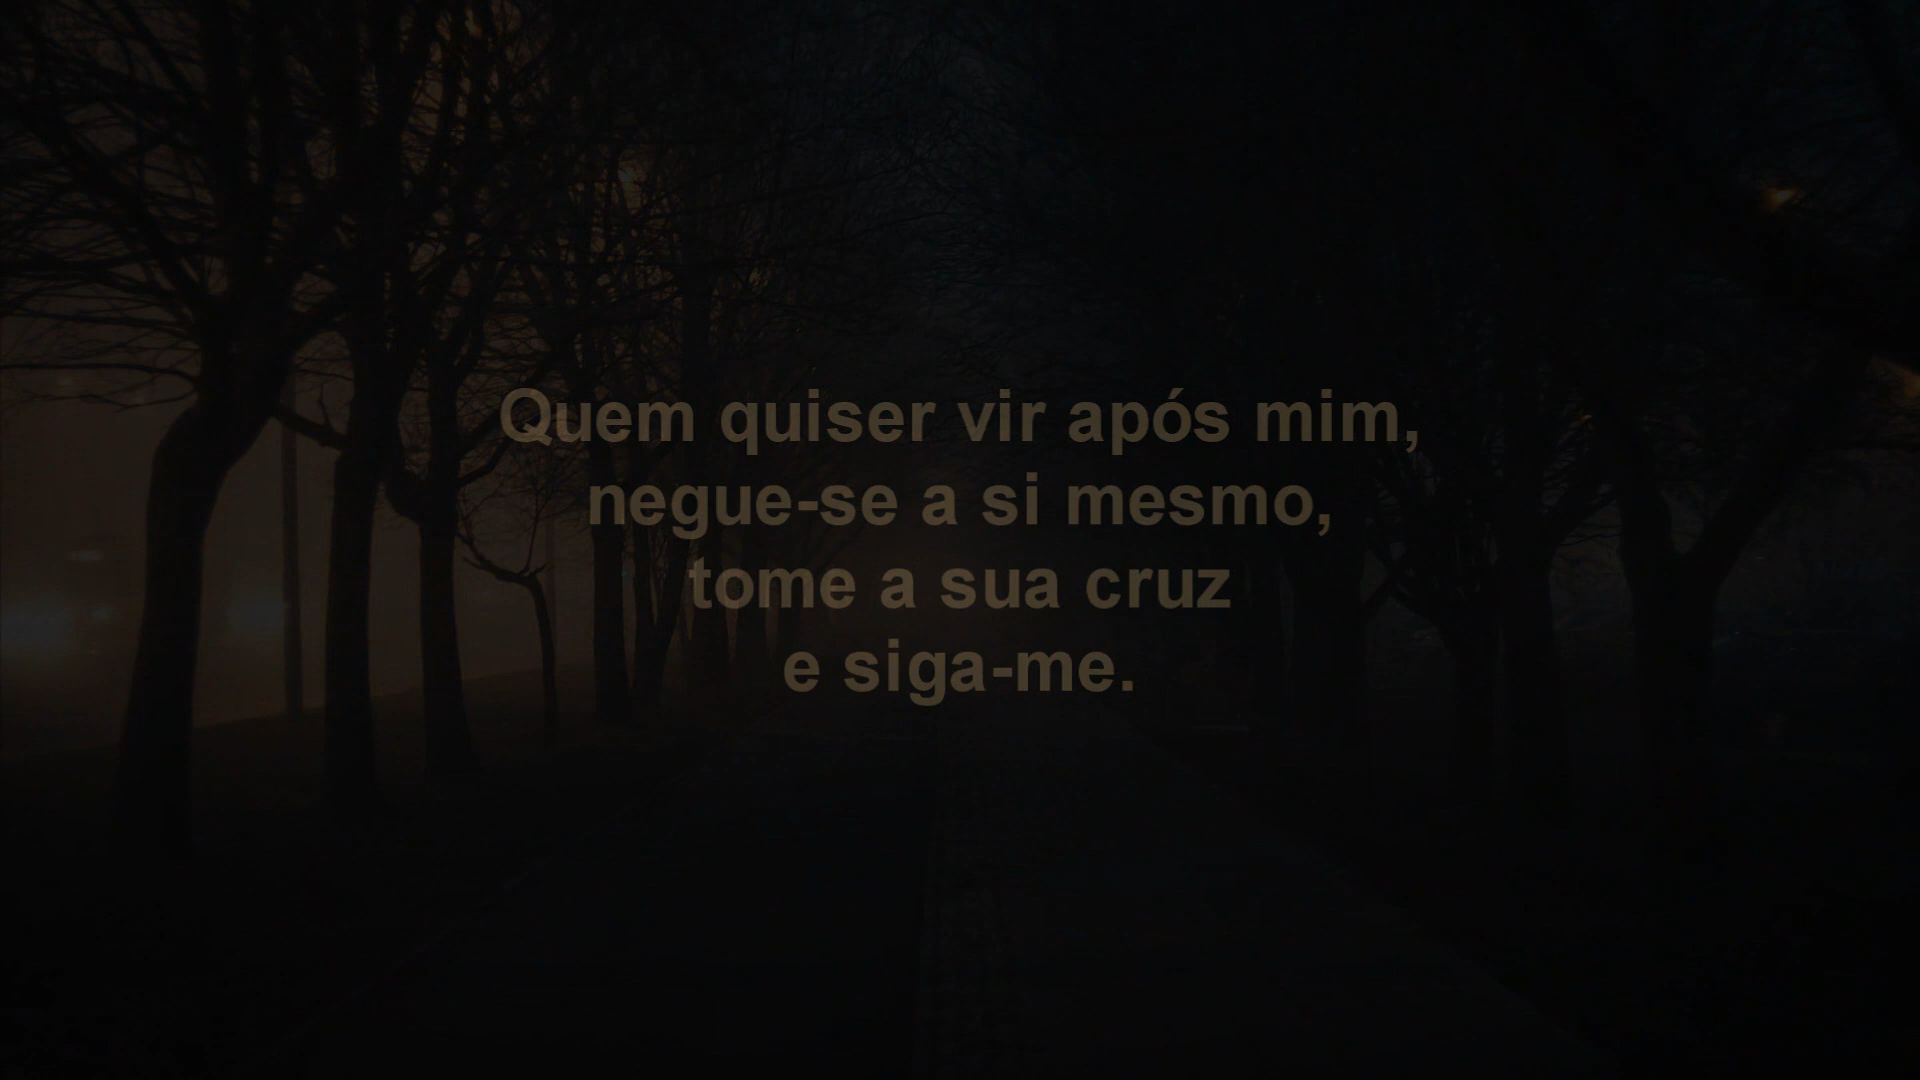 Quem quiser vir após mim,
negue-se a si mesmo,
tome a sua cruz
e siga-me.